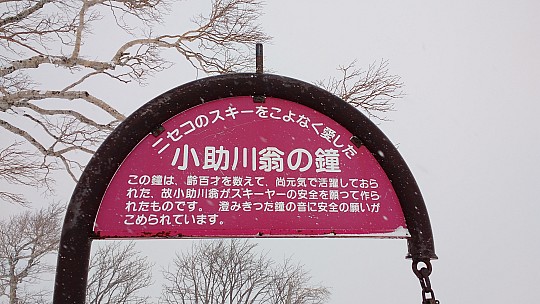 ニセコのスキーをこよなく愛した
小助川翁の鐘
この鐘は、齢百才を数えて、尚元気で活躍しておら
れた、故小助川翁がスキーヤーの安全を願って作ら
れたものです。澄みきった鐘の音に安全の願いが
こめられています。